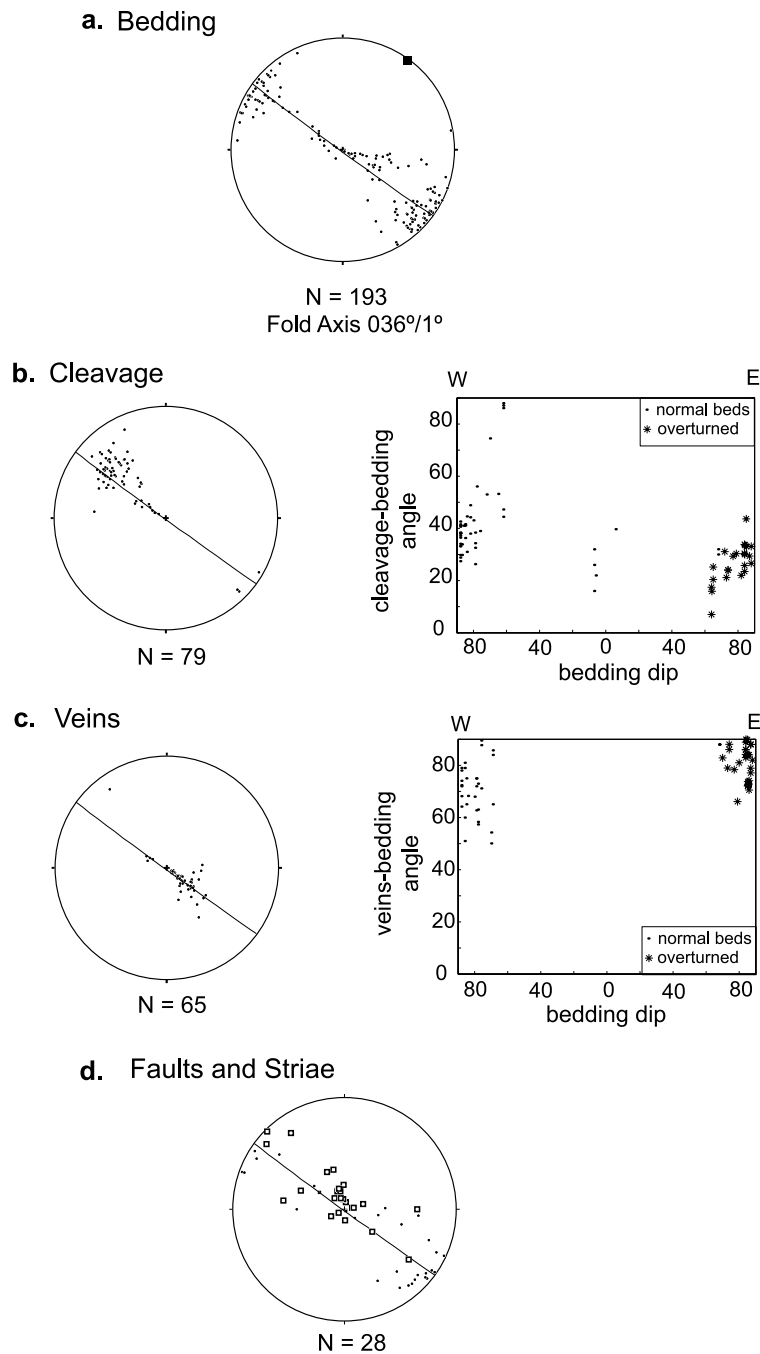 a. Bedding
N = 193
Fold Axis 036º/1º
b. Cleavage
N = 79
W
E
normal beds
overturned
cleavage-bedding
angle
80
60
40
20
0
80 40 0 40 80
bedding dip
c. Veins
N = 65
W
E
veins-bedding
angle
80
60
40
20
0
normal beds
overturned
80 40 0 40 80
bedding dip
d. Faults and Striae
N = 28